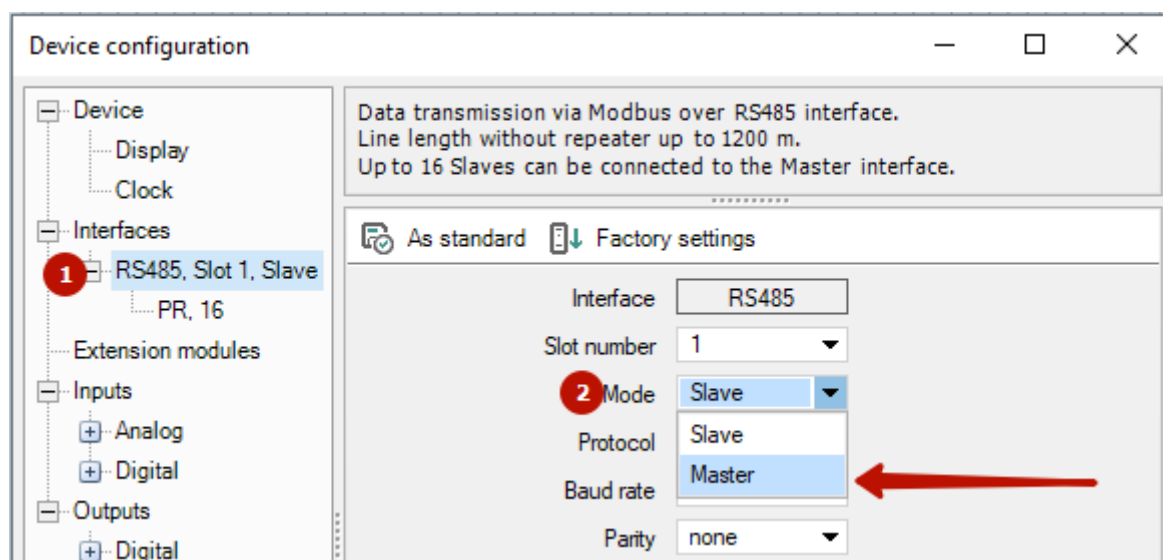 Device configuration
Device
Display
Clock
Interfaces
1
RS485, Slot 1, Slave
PR, 16
Extension modules
Inputs
Analog
Digital
Outputs
Digital
Data transmission via Modbus over RS485 interface.
Line length without repeater up to 1200 m.
Up to 16 Slaves can be connected to the Master interface.
As standard Factory settings
Interface RS485
Slot number 1
2 Mode Slave
Slave
Protocol
Master
Baud rate
Parity none